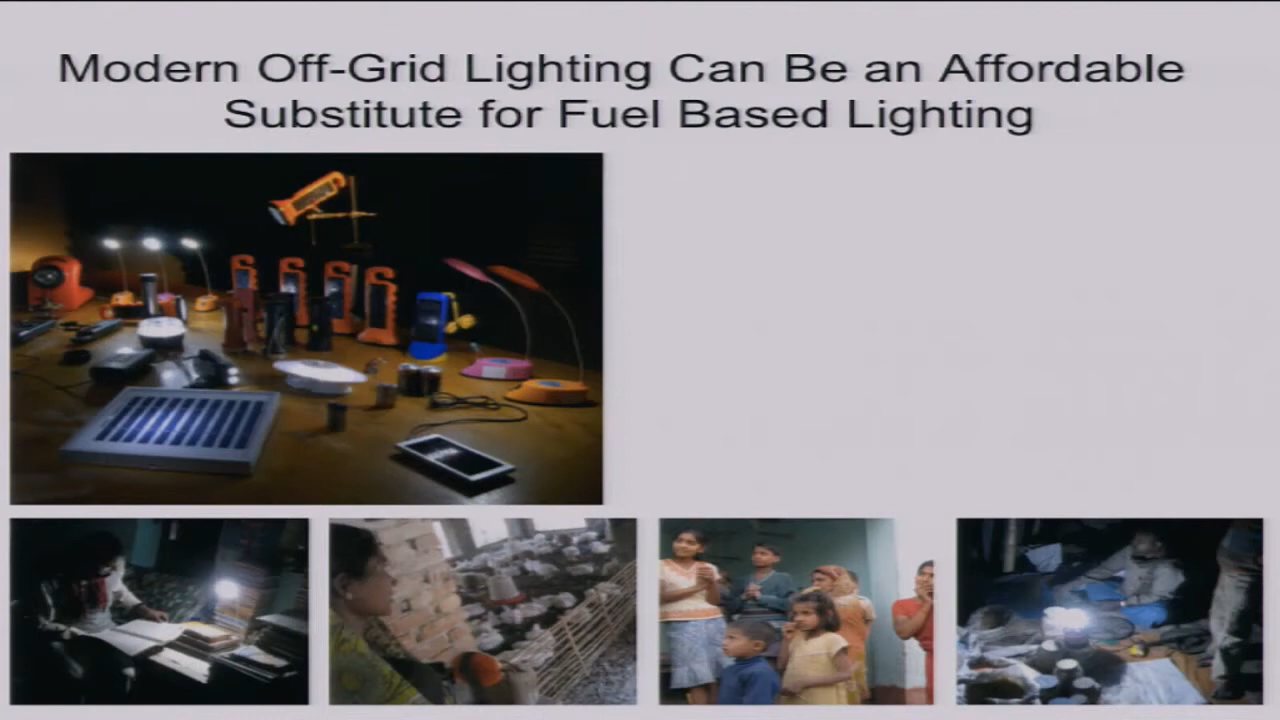 Modern Off-Grid Lighting Can Be an Affordable
Substitute for Fuel Based Lighting